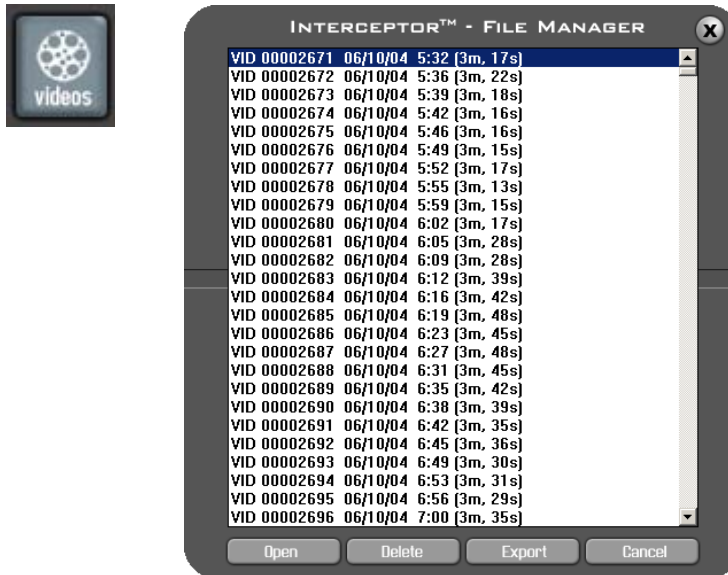 videos
INTERCEPTOR™ - FILE MANAGER
X
VID 00002671 06/10/04 5:32 (3m, 17s)
VID 00002672 06/10/04 5:36 (3m, 22s)
VID 00002673 06/10/04 5:39 (3m, 18s)
VID 00002674 06/10/04 5:42 (3m, 16s)
VID 00002675 06/10/04 5:46 (3m, 16s)
VID 00002676 06/10/04 5:49 (3m, 15s)
VID 00002677 06/10/04 5:52 (3m, 17s)
VID 00002678 06/10/04 5:55 (3m, 13s)
VID 00002679 06/10/04 5:59 (3m, 15s)
VID 00002680 06/10/04 6:02 (3m, 17s)
VID 00002681 06/10/04 6:05 (3m, 28s)
VID 00002682 06/10/04 6:09 (3m, 28s)
VID 00002683 06/10/04 6:12 (3m, 39s)
VID 00002684 06/10/04 6:16 (3m, 42s)
VID 00002685 06/10/04 6:19 (3m, 48s)
VID 00002686 06/10/04 6:23 (3m, 45s)
VID 00002687 06/10/04 6:27 (3m, 48s)
VID 00002688 06/10/04 6:31 (3m, 45s)
VID 00002689 06/10/04 6:35 (3m, 42s)
VID 00002690 06/10/04 6:38 (3m, 39s)
VID 00002691 06/10/04 6:42 (3m, 35s)
VID 00002692 06/10/04 6:45 (3m, 36s)
VID 00002693 06/10/04 6:49 (3m, 30s)
VID 00002694 06/10/04 6:53 (3m, 31s)
VID 00002695 06/10/04 6:56 (3m, 29s)
VID 00002696 06/10/04 7:00 (3m, 35s)
Open Delete Export Cancel